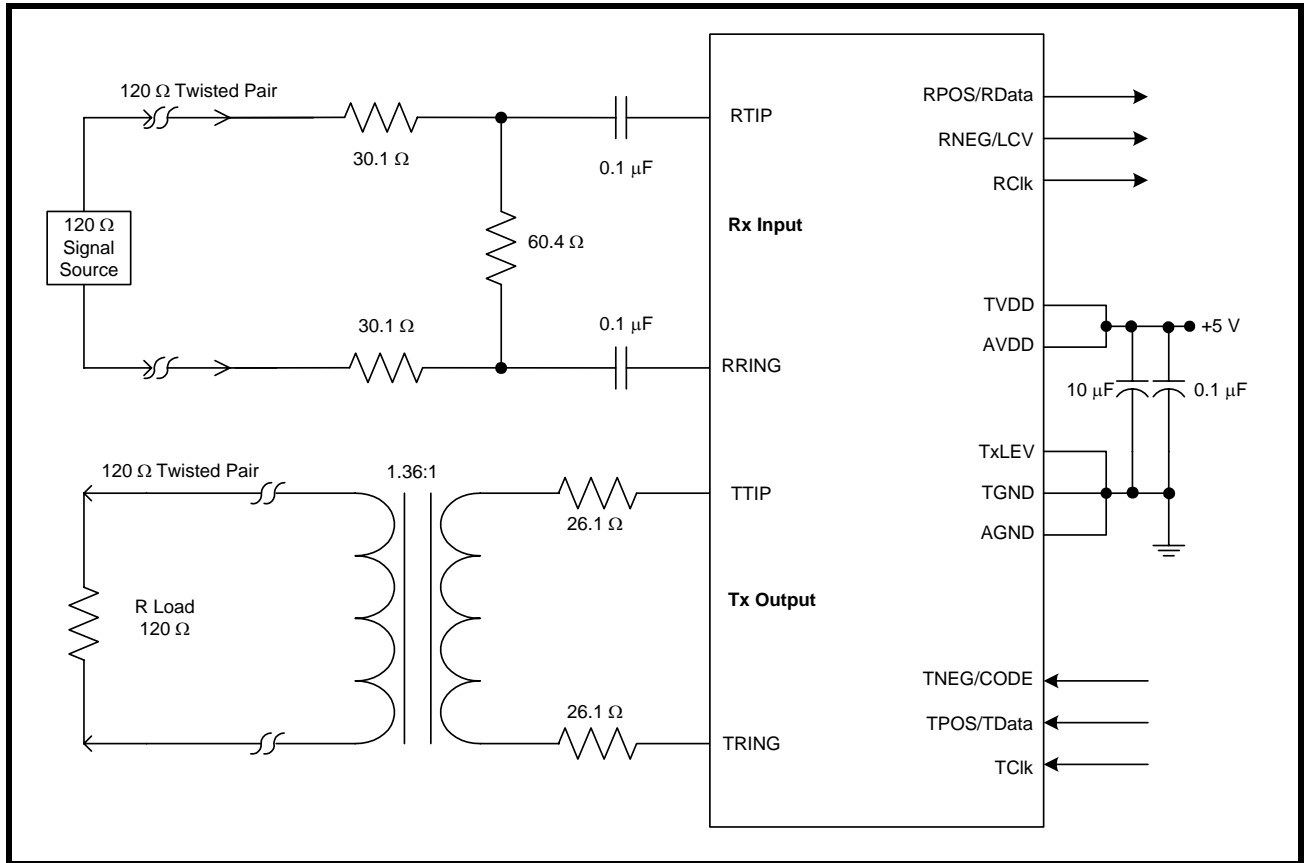 120 Ω Twisted Pair
30.1 Ω
0.1 μF
RTIP
120 Ω
Signal
Source
60.4 Ω
Rx Input
30.1 Ω
0.1 μF
RRING
120 Ω Twisted Pair
1.36:1
26.1 Ω
TTIP
R Load
120 Ω
Tx Output
26.1 Ω
TRING
RPOS/RData
RNEG/LCV
RClk
TVDD
AVDD
+5 V
10 μF
0.1 μF
TxLEV
TGND
AGND
TNEG/CODE
TPOS/TData
TClk